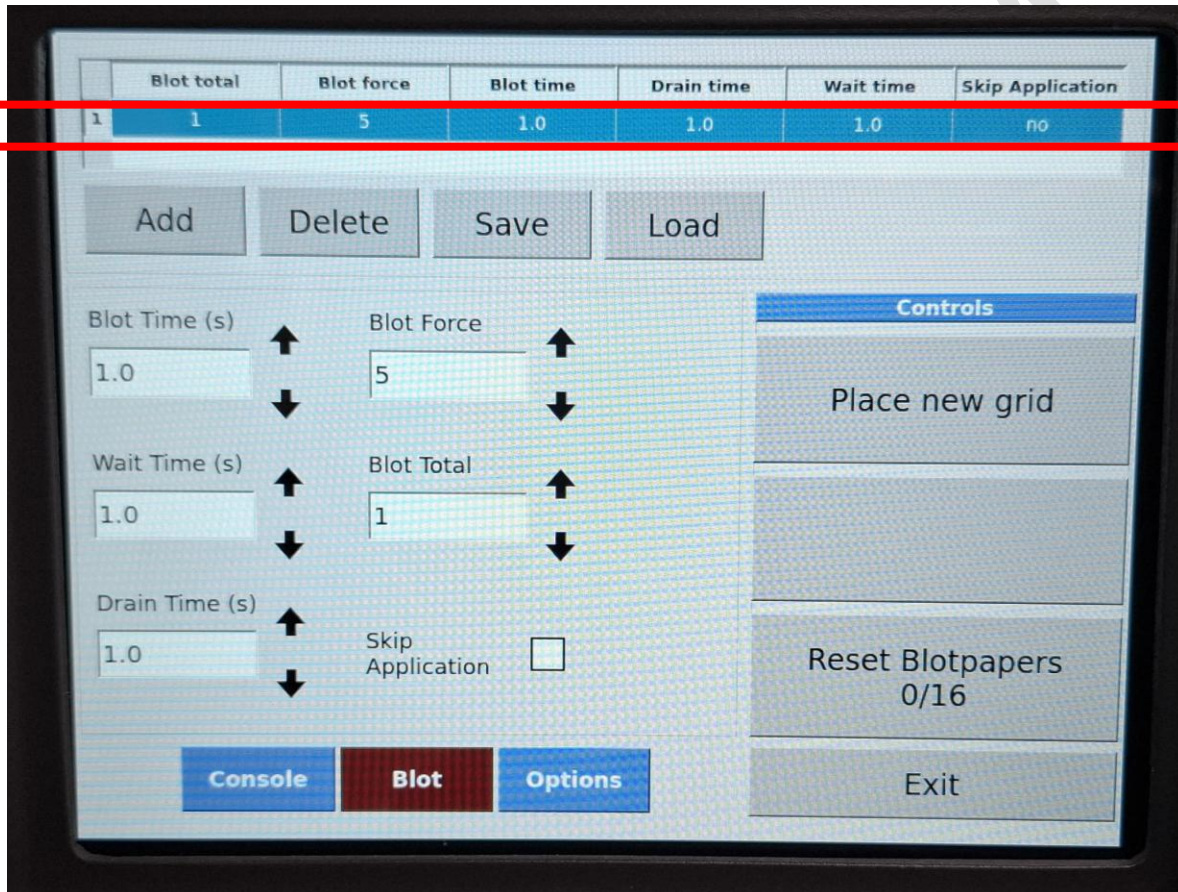 Blot total Blot force Blot time Drain time Wait time Skip Application
1 1 5 1.0 1.0 1.0 no
Add Delete Save Load
Controls
Blot Time (s) Blot Force
1.0 5
Place new grid
Wait Time (s) Blot Total
1.0 1
Drain Time (s)
1.0
Skip
Application
Reset Blotpapers
0/16
Console Blot Options
Exit